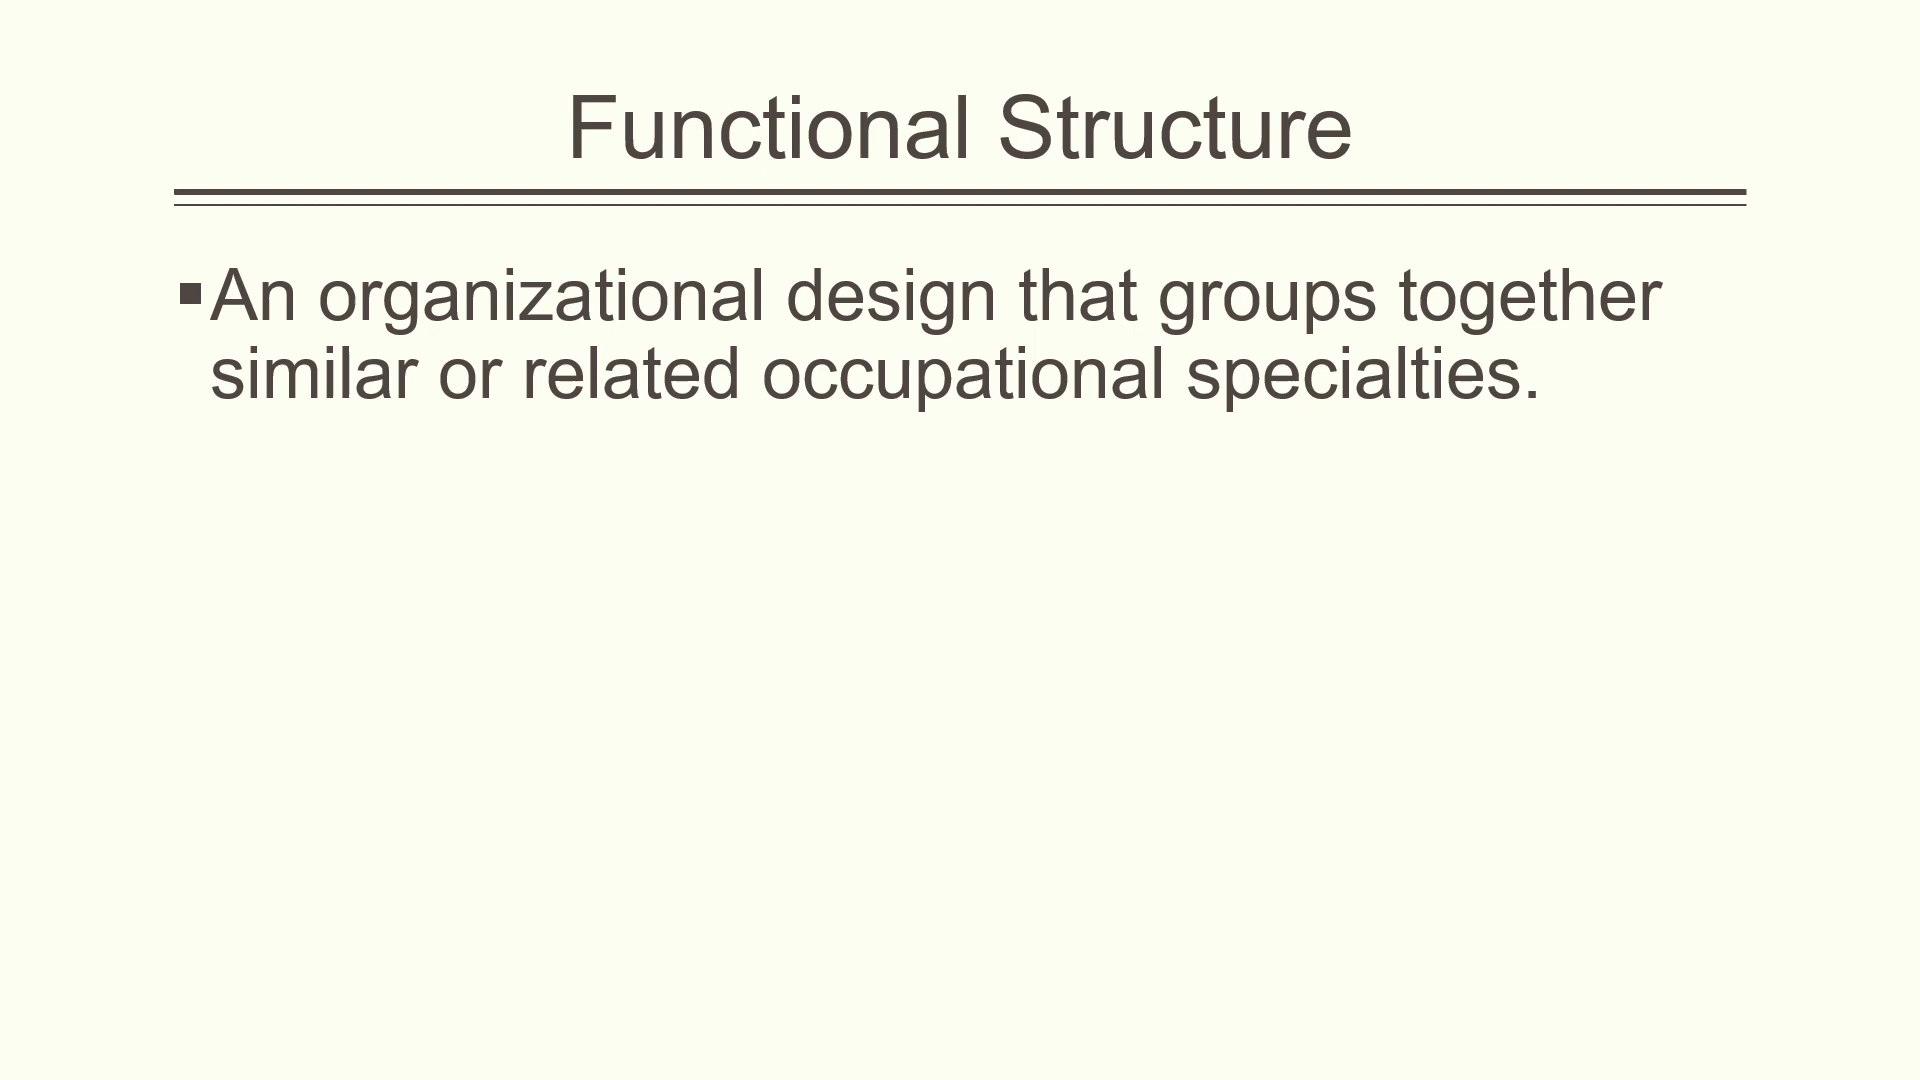 Functional Structure
▪An organizational design that groups together
similar or related occupational specialties.